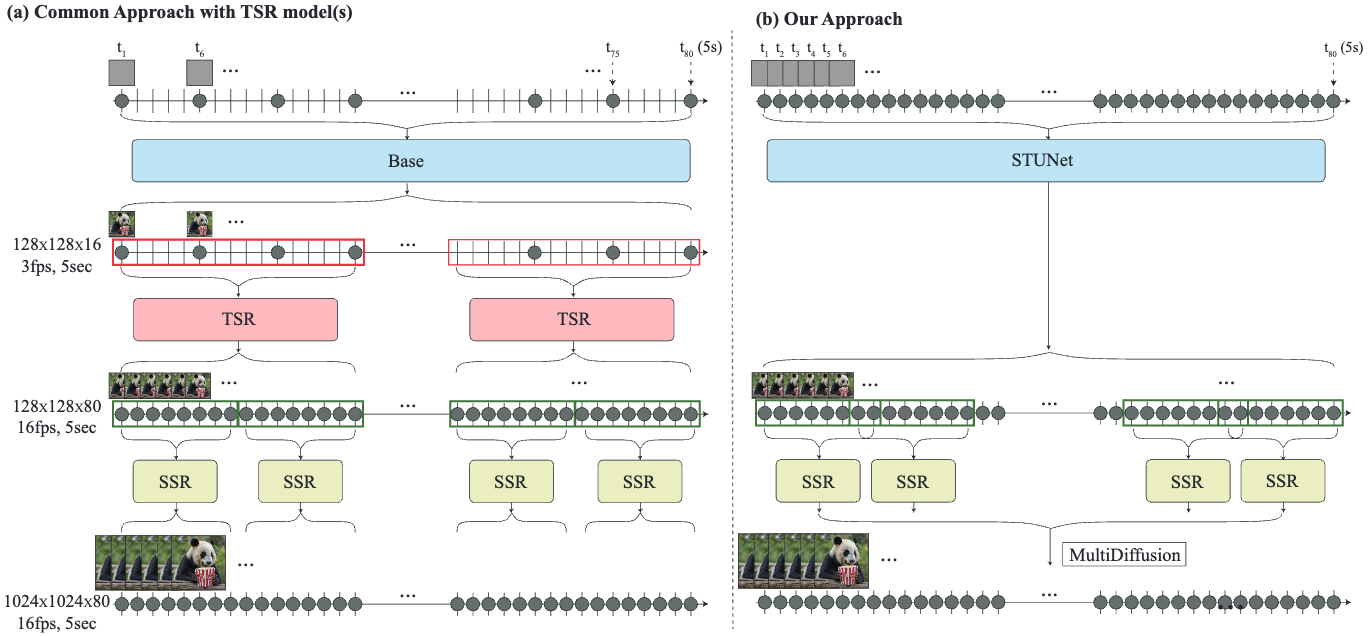 (a) Common Approach with TSR model(s)
t1 t6 ... ... t75 t80 (5s)
...
Base
...
128x128x16
3fps, 5sec
...
TSR TSR
... ...
128x128x80
16fps, 5sec
...
SSR SSR SSR SSR
...
1024x1024x80
16fps, 5sec
...
(b) Our Approach
t1 t2 t3 t4 t5 t6 ... t80 (5s)
...
STUNet
... ...
...
SSR SSR SSR SSR
MultiDiffusion
...
...
...